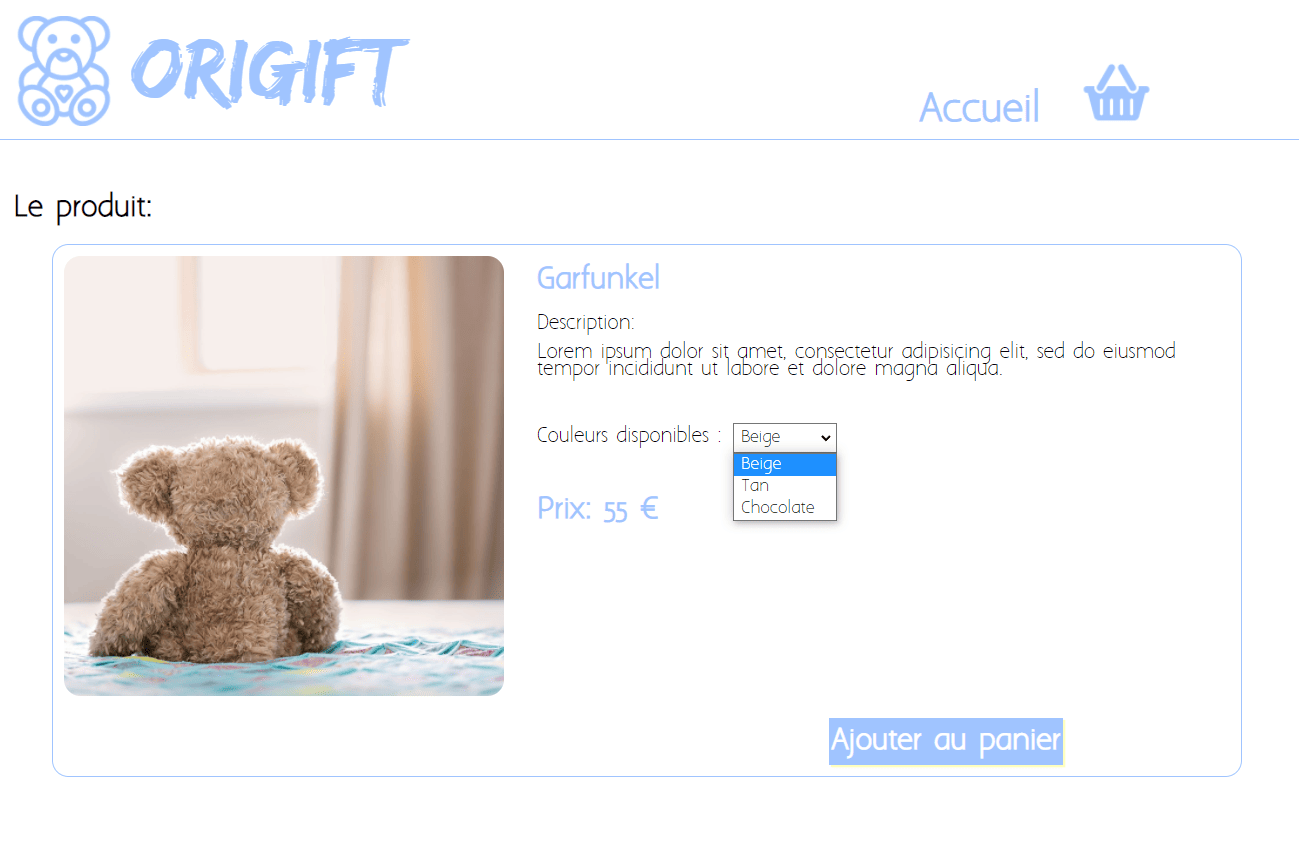 ORIGIFT
Accueil
Le produit:
Garfunkel
Description:
Lorem ipsum dolor sit amet, consectetur adipisicing elit, sed do eiusmod
tempor incididunt ut labore et dolore magna aliqua.
Couleurs disponibles : Beige
Beige
Tan
Chocolate
Prix: 55 €
Ajouter au panier